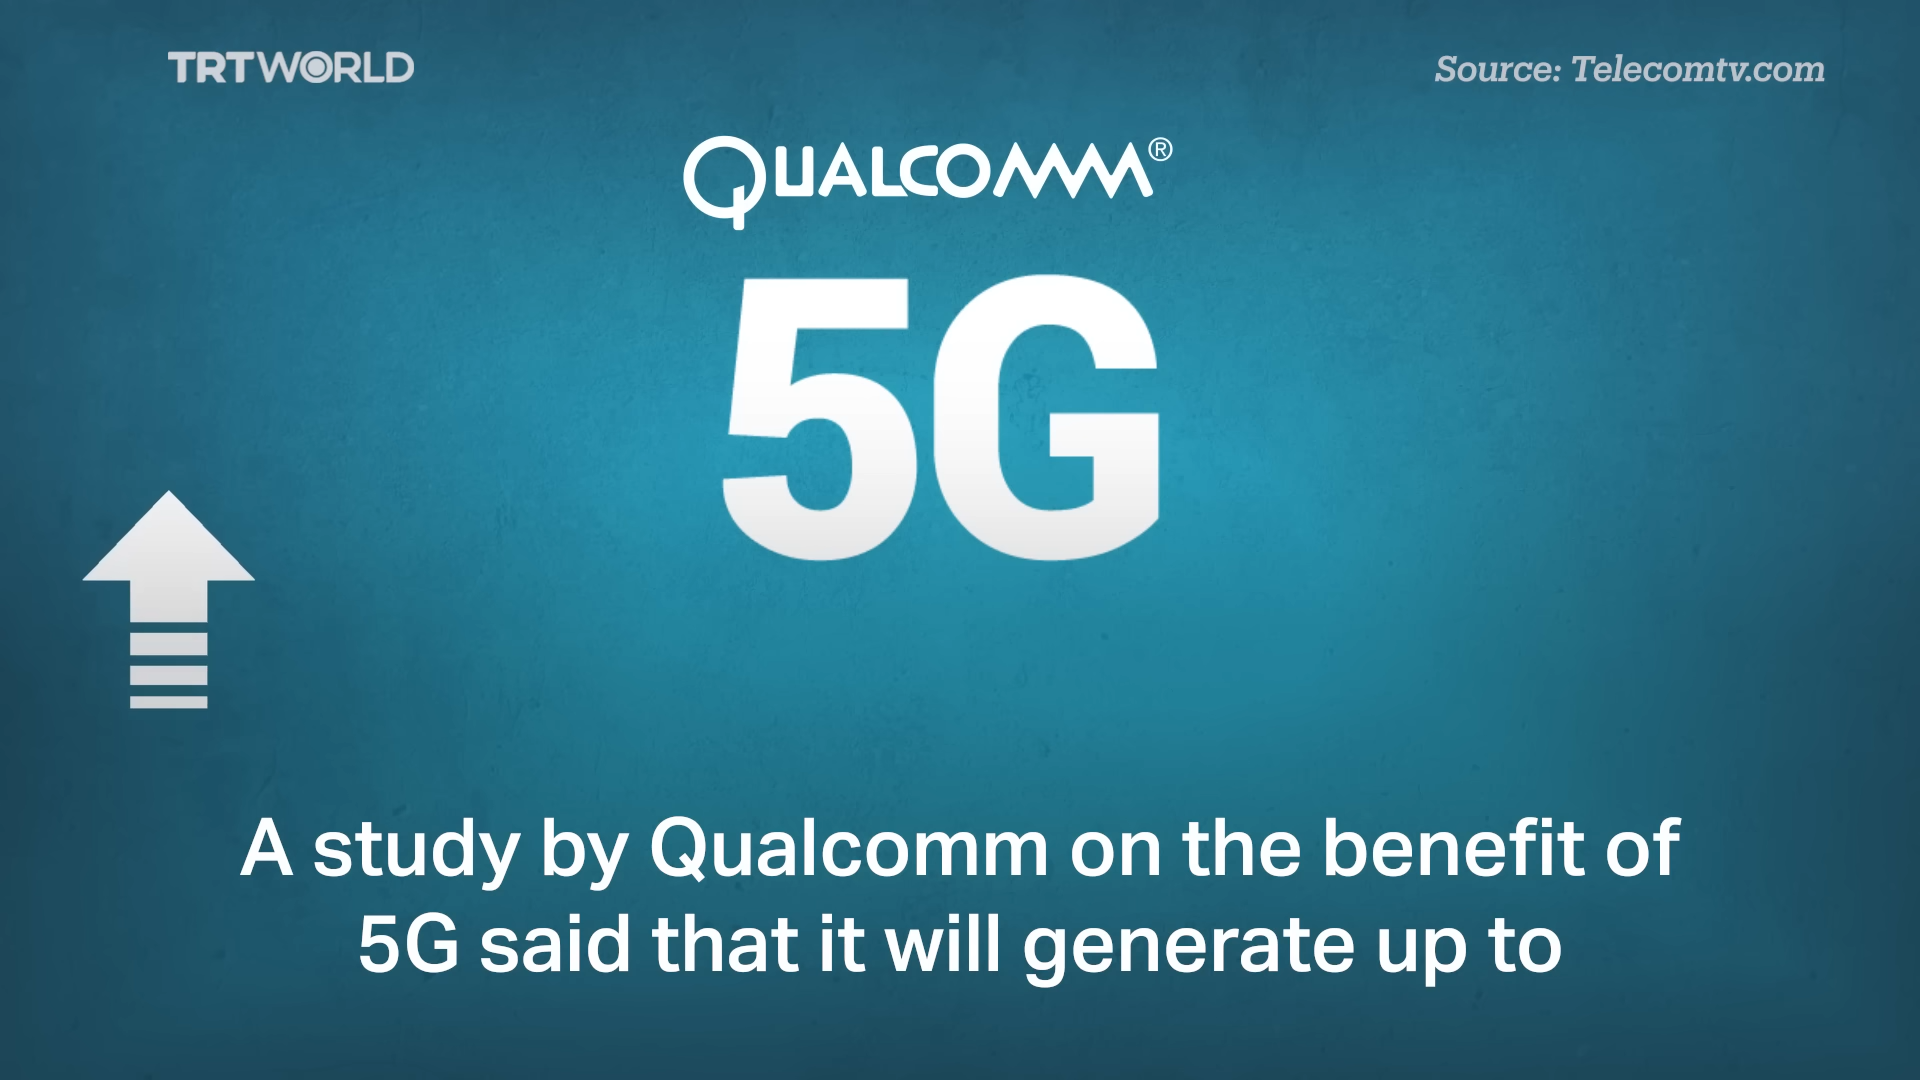 TRTWORLD
Source: Telecomtv.com
QUALCOMM®
5G
A study by Qualcomm on the benefit of
5G said that it will generate up to